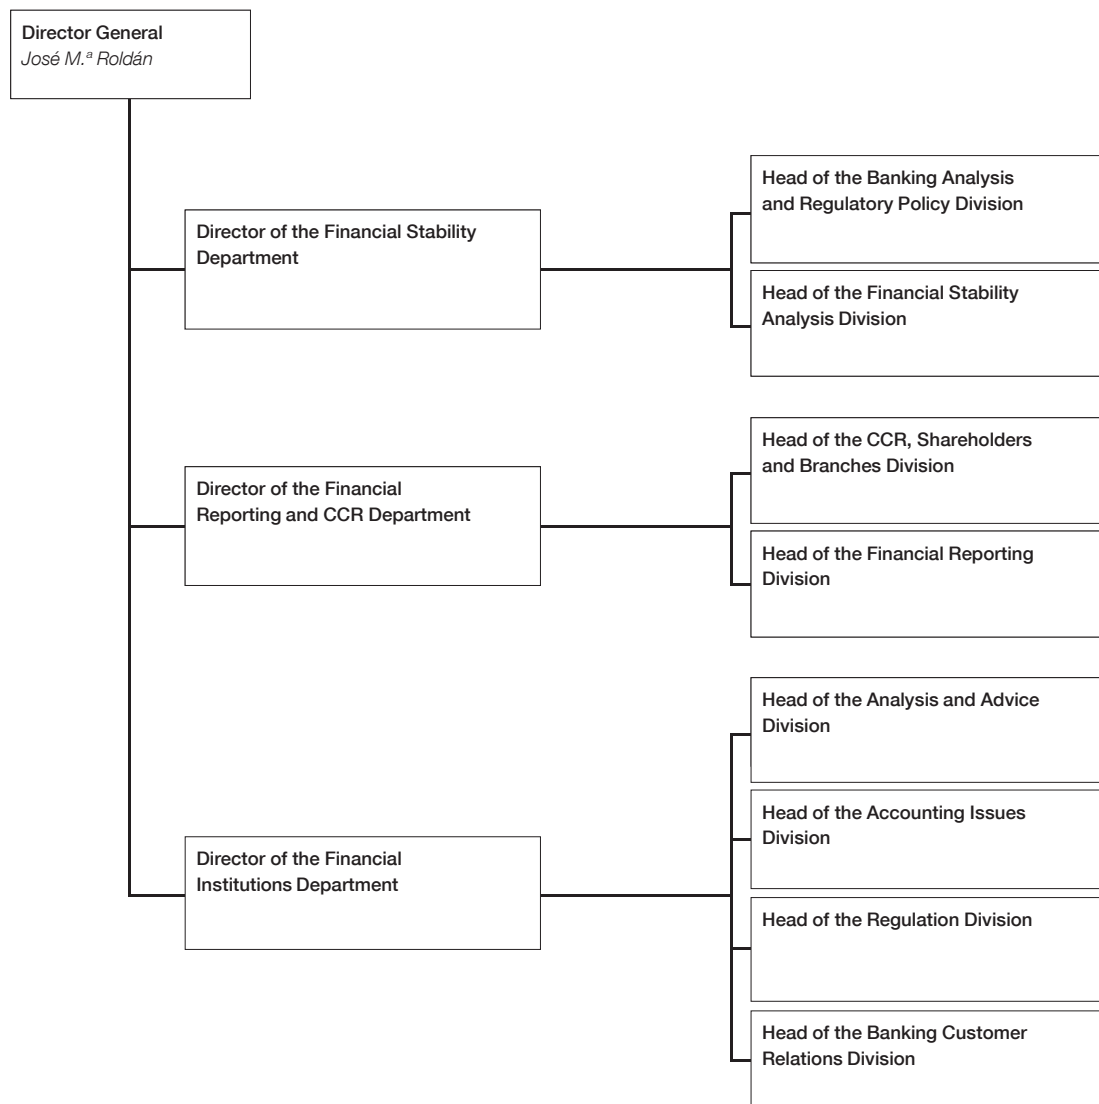 Director General
José M.ª Roldán
Director of the Financial Stability
Department
Head of the Banking Analysis
and Regulatory Policy Division
Head of the Financial Stability
Analysis Division
Director of the Financial
Reporting and CCR Department
Head of the CCR, Shareholders
and Branches Division
Head of the Financial Reporting
Division
Director of the Financial
Institutions Department
Head of the Analysis and Advice
Division
Head of the Accounting Issues
Division
Head of the Regulation Division
Head of the Banking Customer
Relations Division